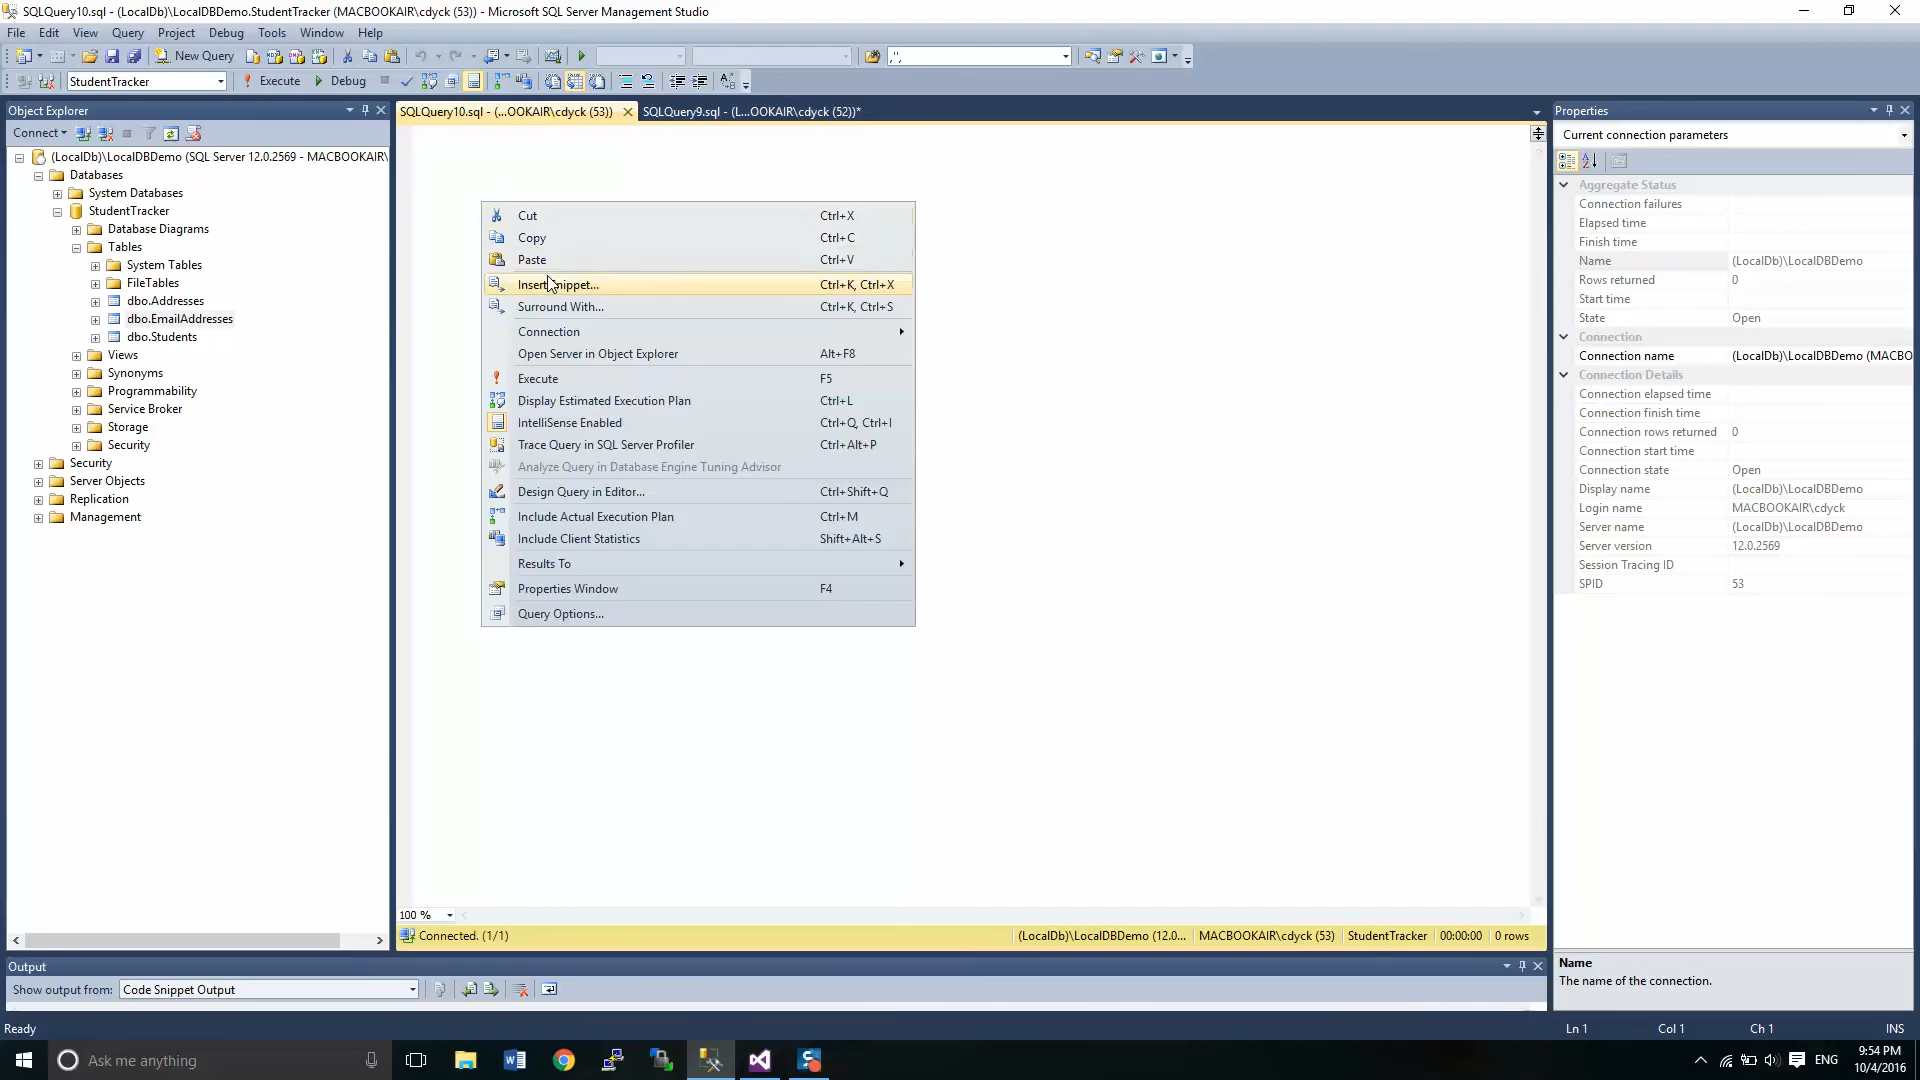 SQLQuery10.sql - (LocalDb)\LocalDBDemo.StudentTracker (MACBOOKAIR\cdyck (53)) - Microsoft SQL Server Management Studio
File Edit View Query Project Debug Tools Window Help
New Query , ',
StudentTracker Execute Debug
Object Explorer
Connect
(LocalDb)\LocalDBDemo (SQL Server 12.0.2569 - MACBOOKAIR\
Databases
System Databases
StudentTracker
Database Diagrams
Tables
System Tables
FileTables
dbo.Addresses
dbo.EmailAddresses
dbo.Students
Views
Synonyms
Programmability
Service Broker
Storage
Security
Security
Server Objects
Replication
Management
SQLQuery10.sql - (...OOKAIR\cdyck (53)) SQLQuery9.sql - (L...OOKAIR\cdyck (52))*
Cut Ctrl+X
Copy Ctrl+C
Paste Ctrl+V
Insert Snippet... Ctrl+K, Ctrl+X
Surround With... Ctrl+K, Ctrl+S
Connection
Open Server in Object Explorer Alt+F8
Execute F5
Display Estimated Execution Plan Ctrl+L
IntelliSense Enabled Ctrl+Q, Ctrl+I
Trace Query in SQL Server Profiler Ctrl+Alt+P
Analyze Query in Database Engine Tuning Advisor
Design Query in Editor... Ctrl+Shift+Q
Include Actual Execution Plan Ctrl+M
Include Client Statistics Shift+Alt+S
Results To
Properties Window F4
Query Options...
100 %
Connected. (1/1) (LocalDb)\LocalDBDemo (12.0... MACBOOKAIR\cdyck (53) StudentTracker 00:00:00 0 rows
Properties
Current connection parameters
Aggregate Status
Connection failures
Elapsed time
Finish time
Name (LocalDb)\LocalDBDemo
Rows returned 0
Start time
State Open
Connection
Connection name (LocalDb)\LocalDBDemo (MACBO
Connection Details
Connection elapsed time
Connection finish time
Connection rows returned 0
Connection start time
Connection state Open
Display name (LocalDb)\LocalDBDemo
Login name MACBOOKAIR\cdyck
Server name (LocalDb)\LocalDBDemo
Server version 12.0.2569
Session Tracing ID
SPID 53
Name
The name of the connection.
Output
Show output from: Code Snippet Output
Ready Ln 1 Col 1 Ch 1 INS
Ask me anything
ENG
9:54 PM
10/4/2016